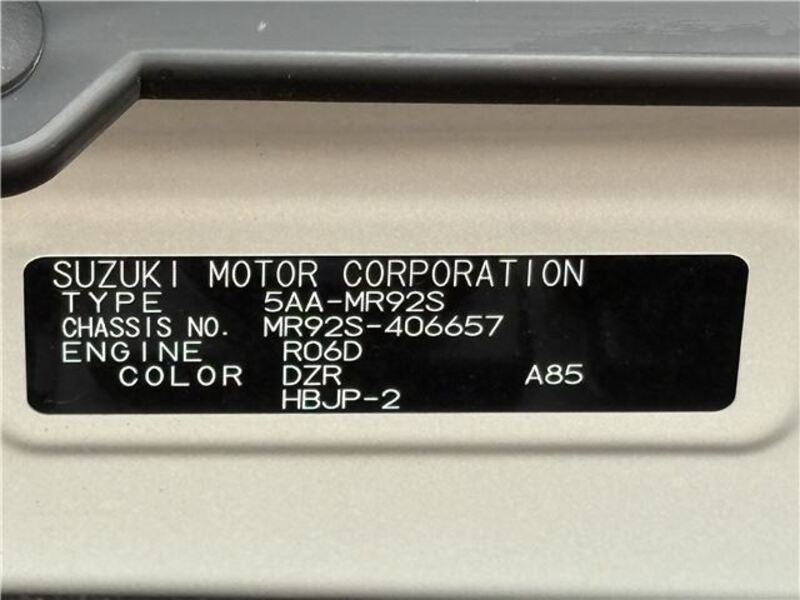 SUZUKI MOTOR CORPORATION
TYPE 5AA-MR92S
CHASSIS NO. MR92S-406657
ENGINE R06D
COLOR DZR A85
HBJP-2